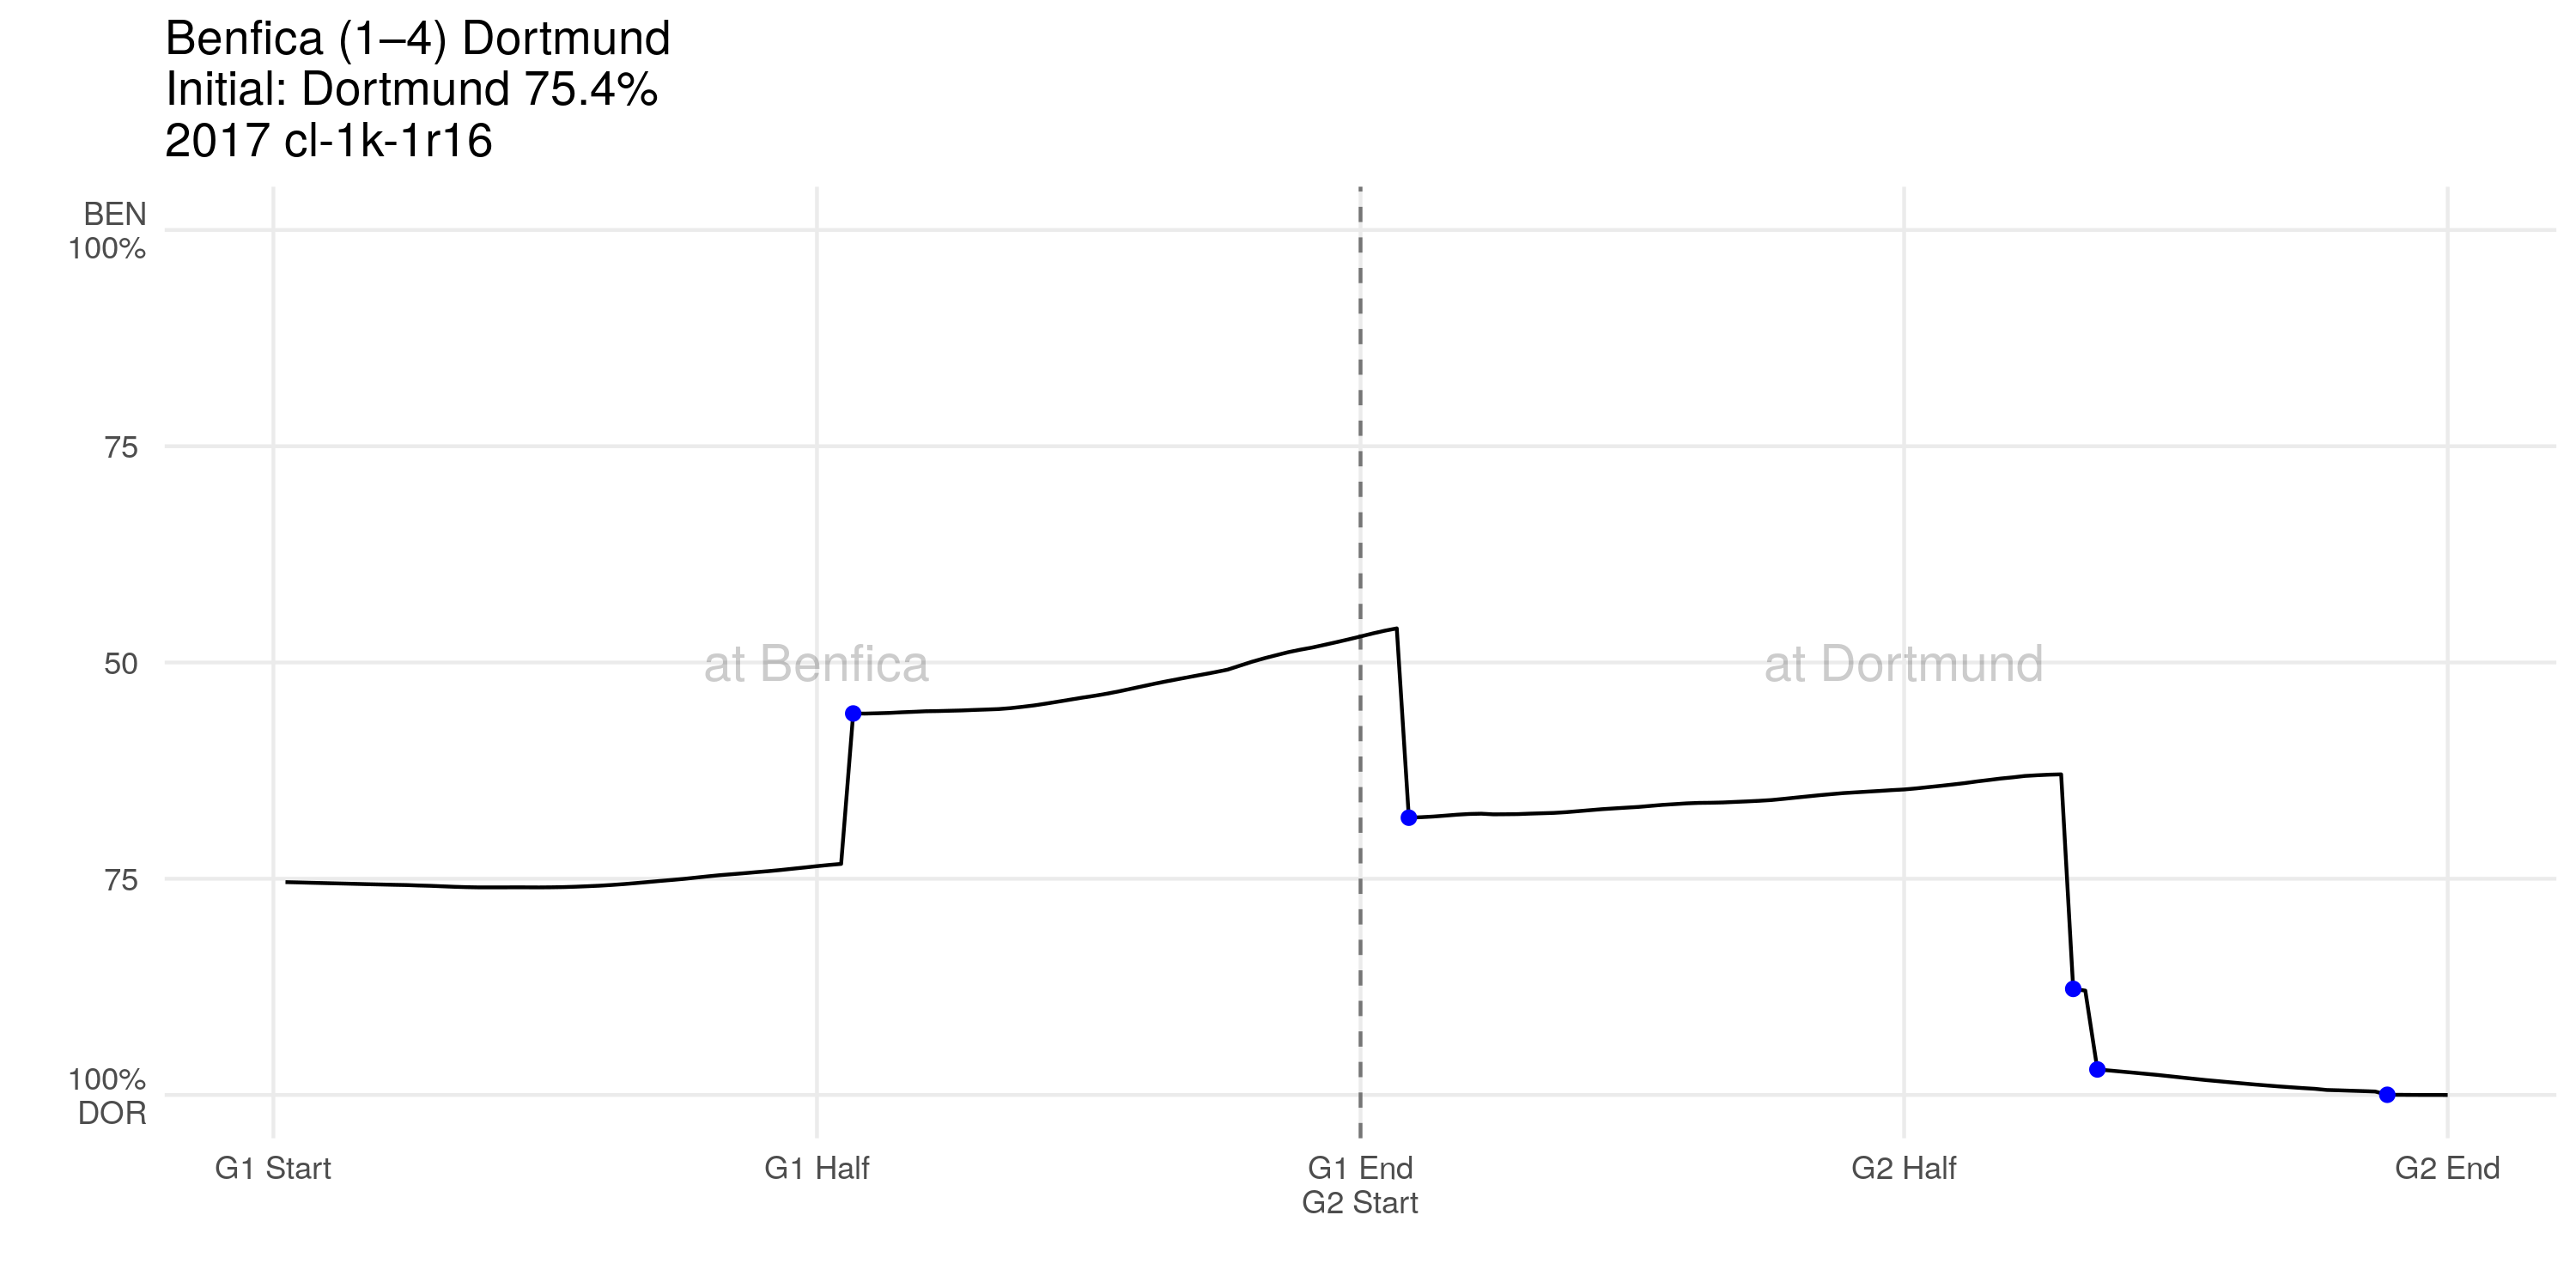 Benfica (1–4) Dortmund
Initial: Dortmund 75.4%
2017 cl-1k-1r16
BEN
100%
75
50
75
100%
DOR
at Benfica
at Dortmund
G1 Start
G1 Half
G1 End
G2 Start
G2 Half
G2 End